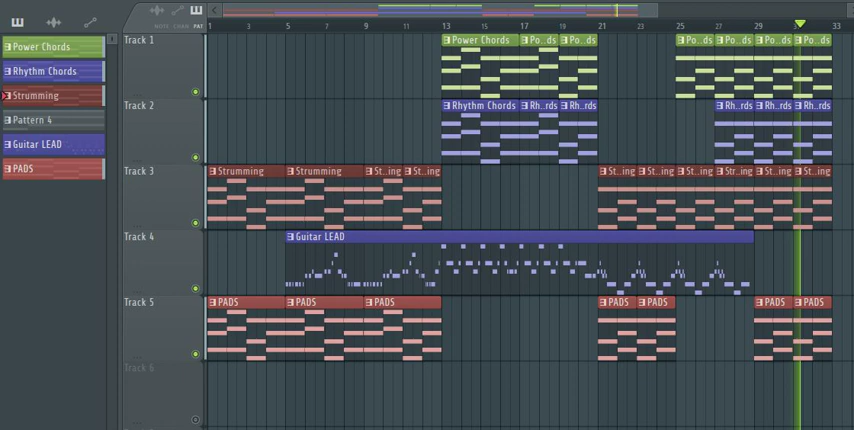 NOTE CHAN PAT
1 3 5 7 9 11 13 15 17 19 21 23 25 27 29 33
Power Chords
Rhythm Chords
Strumming
Pattern 4
Guitar LEAD
PADS
Track 1
Power Chords Po..ds Po..ds Po..ds Po..ds Po..ds Po..ds
Track 2
Rhythm Chords Rh..rds Rh..rds Rh..rds Rh..rds Rh..rds
Track 3
Strumming Strumming St..ing St..ing St..ing St..ing St..ing St..ing St..ing St..ing
Track 4
Guitar LEAD
Track 5
PADS PADS PADS PADS PADS PADS PADS
Track 6